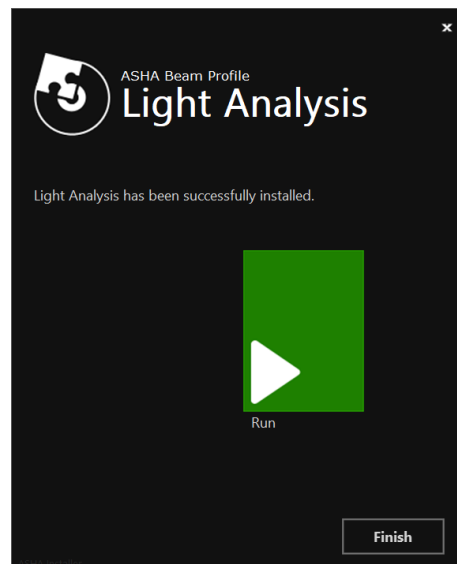 ASHA Beam Profile
Light Analysis
Light Analysis has been successfully installed.
Run
Finish